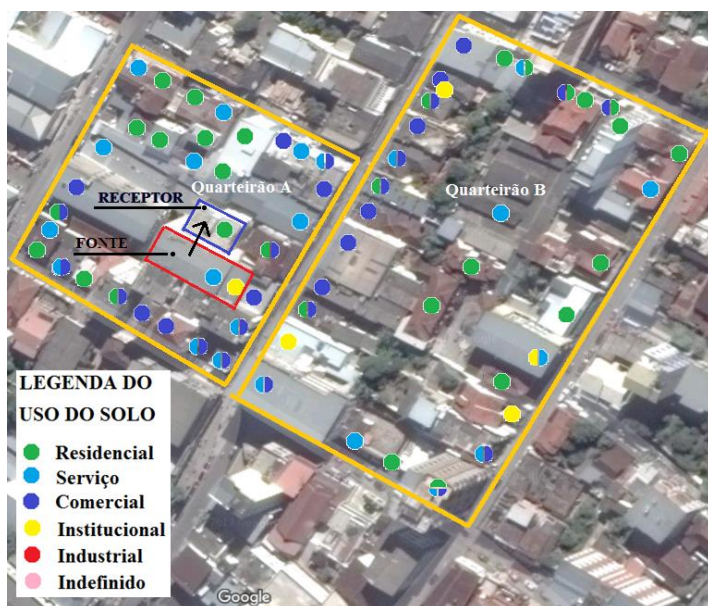 Quarteirão A
RECEPTOR
Quarteirão B
FONTE
LEGENDA DO
USO DO SOLO
Residencial
Serviço
Comercial
Institucional
Industrial
Indefinido
Google